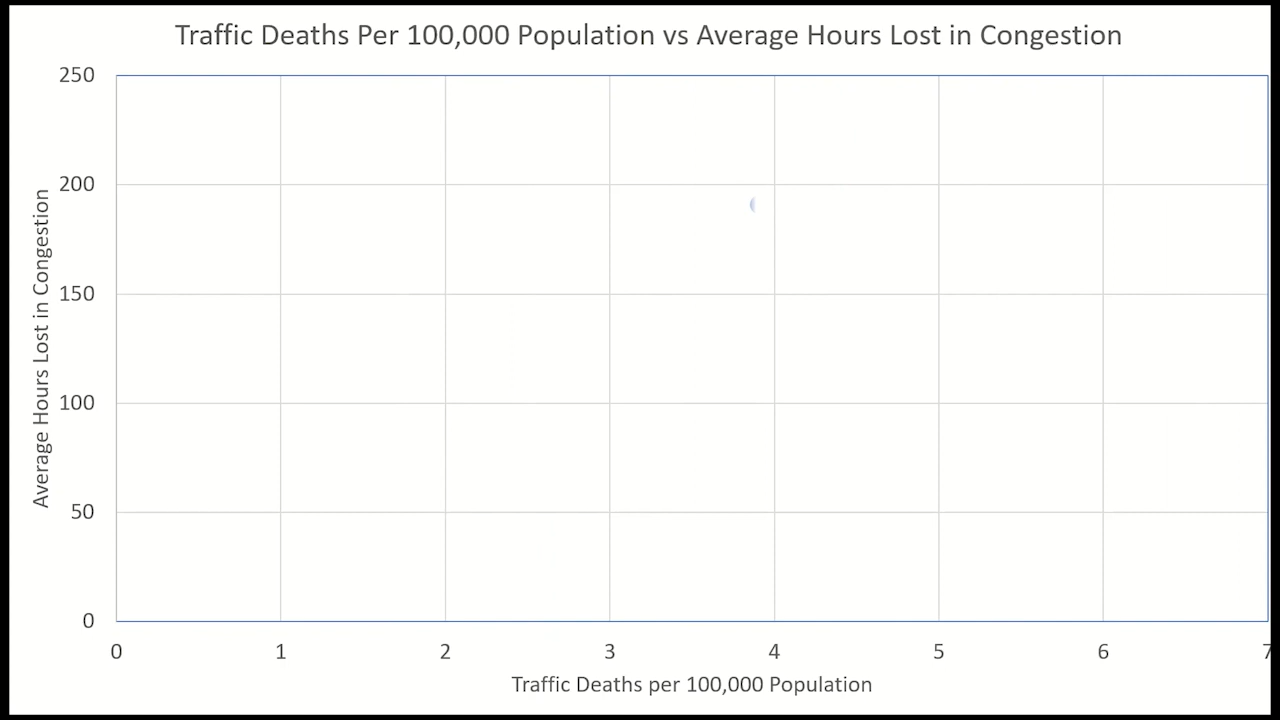 Traffic Deaths Per 100,000 Population vs Average Hours Lost in Congestion
250
200
150
100
50
0
Average Hours Lost in Congestion
0 1 2 3 4 5 6 7
Traffic Deaths per 100,000 Population